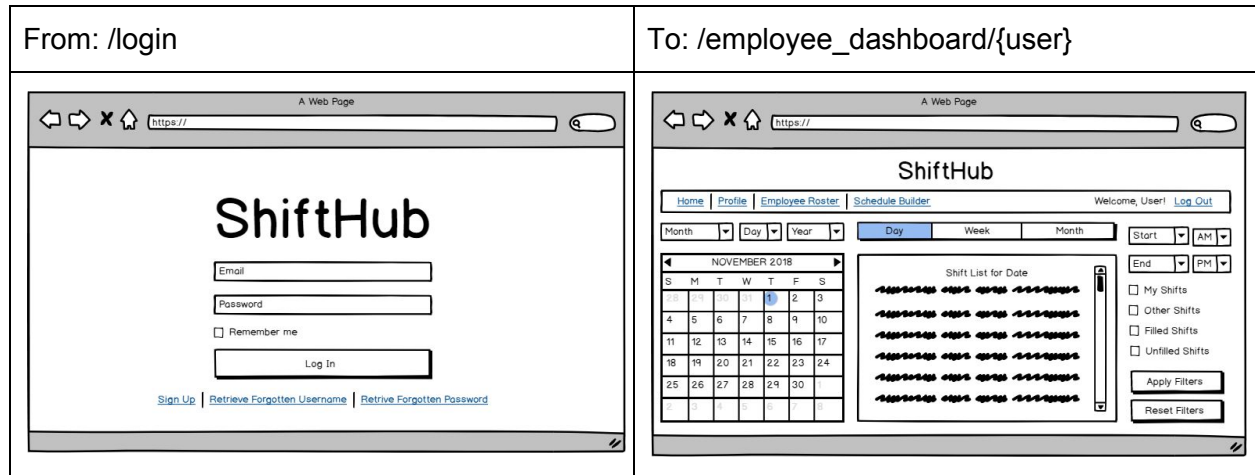 From: /login
To: /employee_dashboard/{user}
A Web Page
https://
ShiftHub
Email
Password
Remember me
Log In
Sign Up | Retrieve Forgotten Username | Retrive Forgotten Password
A Web Page
https://
ShiftHub
Home | Profile | Employee Roster | Schedule Builder Welcome, User! Log Out
Month Day Year
NOVEMBER 2018
S M T W T F S
28 29 30 31 1 2 3
4 5 6 7 8 9 10
11 12 13 14 15 16 17
18 19 20 21 22 23 24
25 26 27 28 29 30 1
2 3 4 5 6 7 8
Day Week Month
Shift List for Date
Start AM
End PM
My Shifts
Other Shifts
Filled Shifts
Unfilled Shifts
Apply Filters
Reset Filters